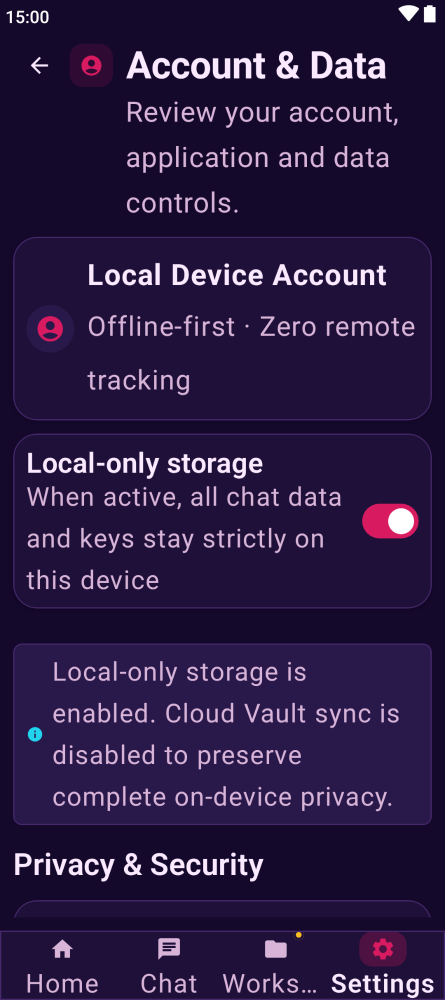 15:00
Account & Data
Review your account,
application and data
controls.
Local Device Account
Offline-first · Zero remote
tracking
Local-only storage
When active, all chat data
and keys stay strictly on
this device
Local-only storage is
enabled. Cloud Vault sync is
disabled to preserve
complete on-device privacy.
Privacy & Security
Home
Chat
Works…
Settings